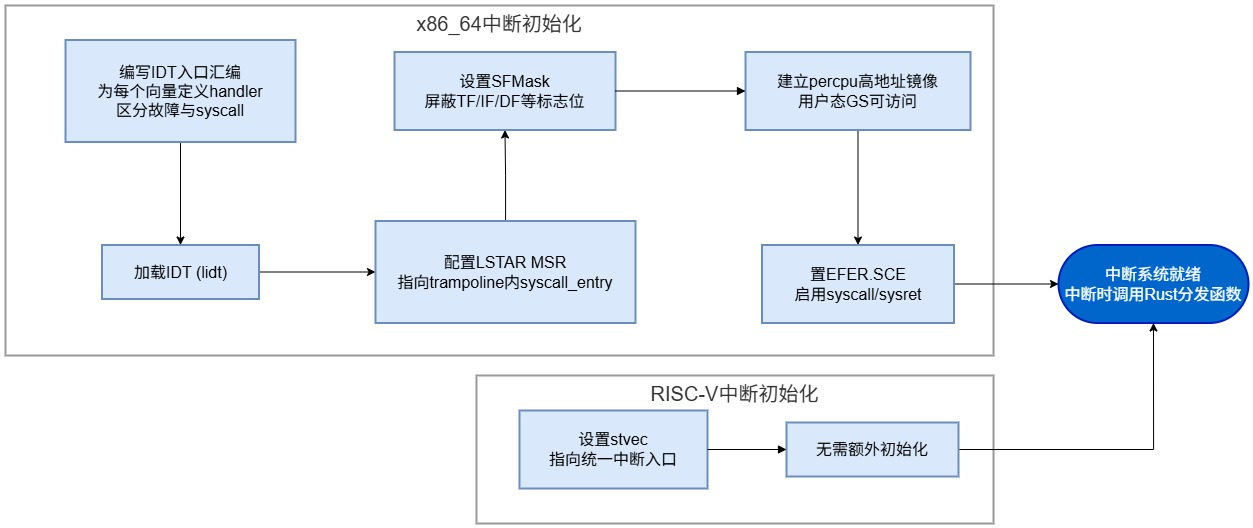 x86_64中断初始化
编写IDT入口汇编
为每个向量定义handler
区分故障与syscall
加载IDT (lidt)
配置LSTAR MSR
指向trampoline内syscall_entry
设置SFMask
屏蔽TF/IF/DF等标志位
建立percpu高地址镜像
用户态GS可访问
置EFER.SCE
启用syscall/sysret
中断系统就绪
中断时调用Rust分发函数
RISC-V中断初始化
设置stvec
指向统一中断入口
无需额外初始化